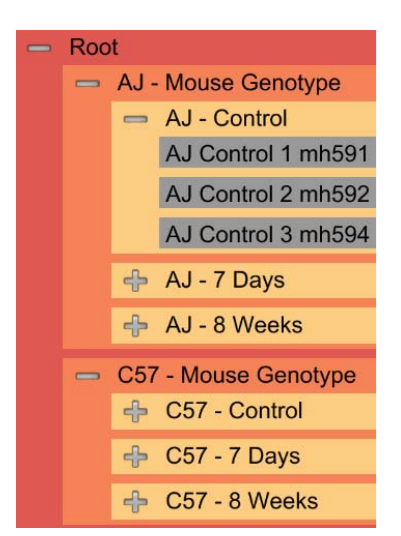 Root
AJ - Mouse Genotype
AJ - Control
AJ Control 1 mh591
AJ Control 2 mh592
AJ Control 3 mh594
AJ - 7 Days
AJ - 8 Weeks
C57 - Mouse Genotype
C57 - Control
C57 - 7 Days
C57 - 8 Weeks